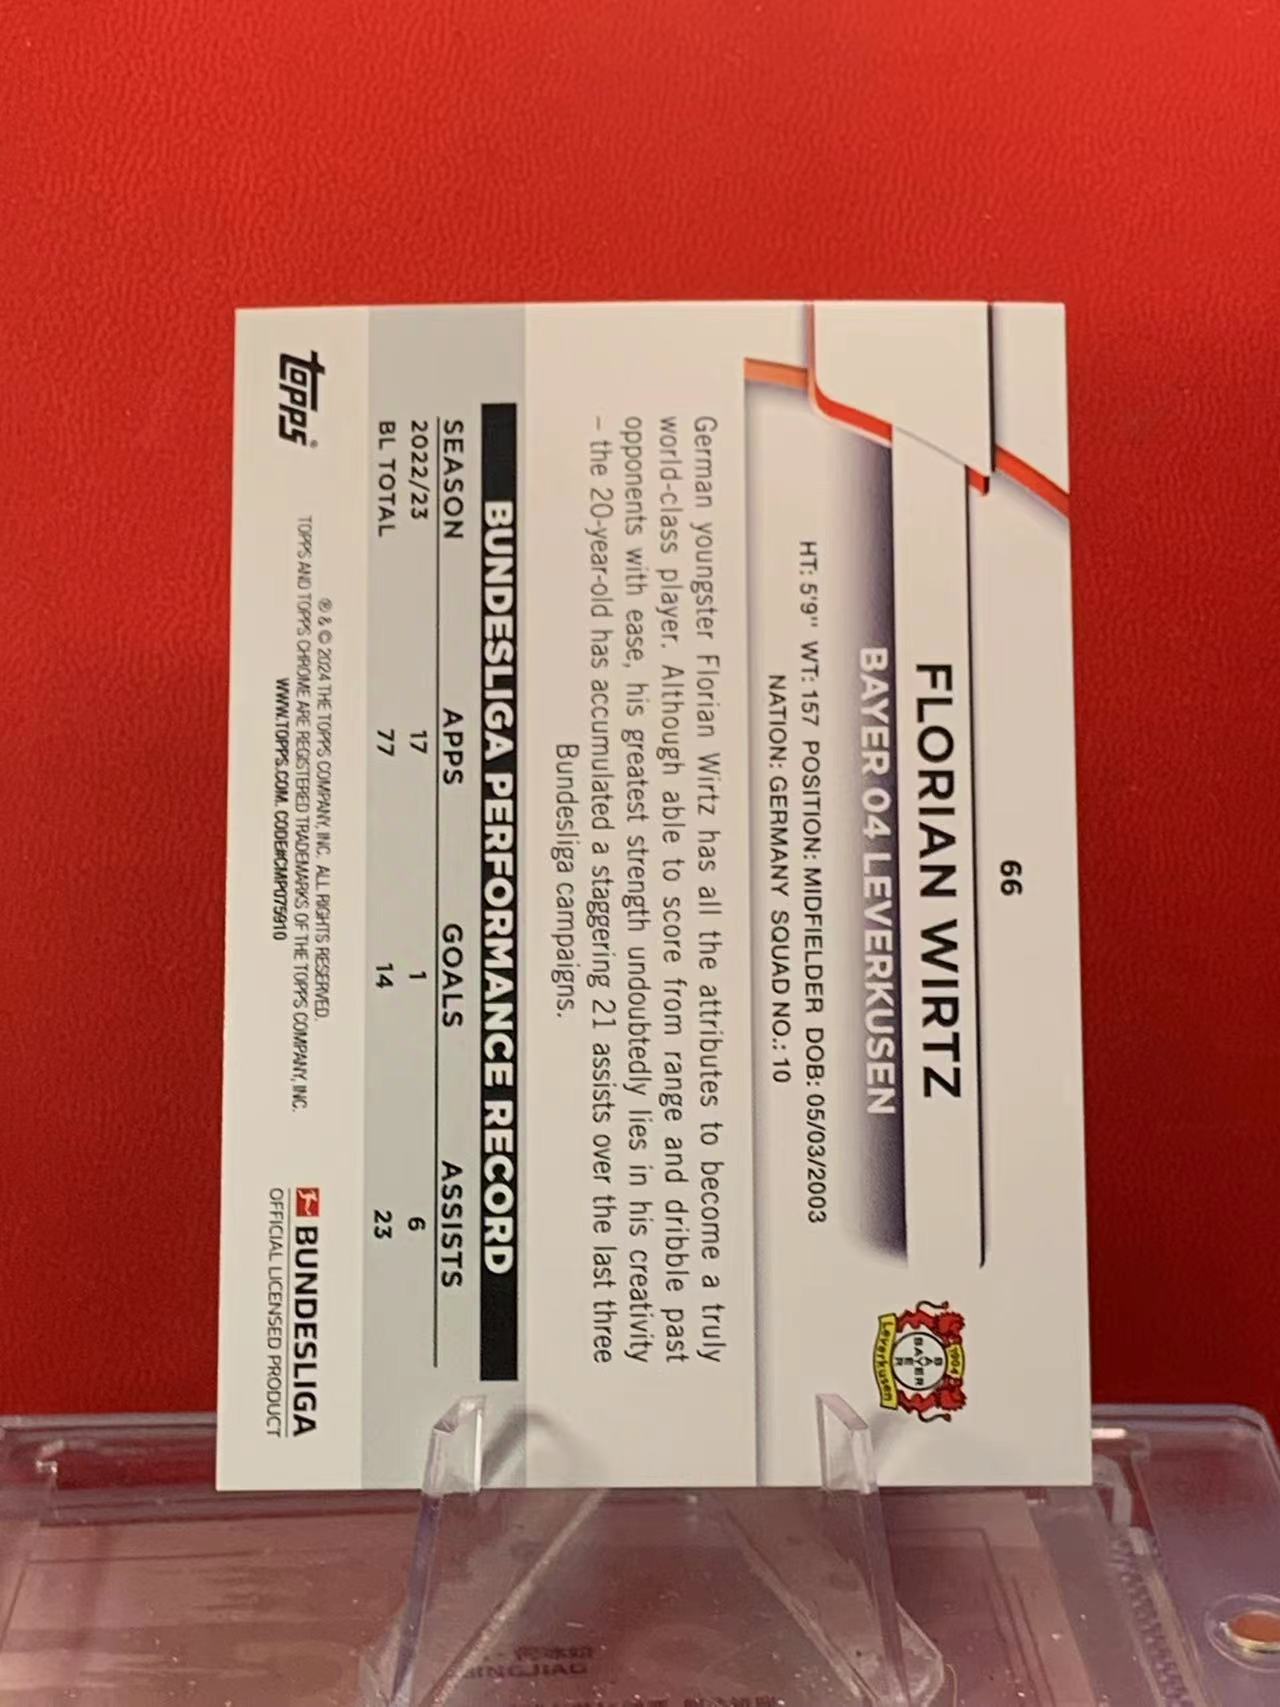 66
FLORIAN WIRTZ
BAYER 04 LEVERKUSEN
HT: 5'9" WT: 157 POSITION: MIDFIELDER DOB: 05/03/2003
NATION: GERMANY SQUAD NO.: 10
1904
BAYER
BAYER
Leverkusen
German youngster Florian Wirtz has all the attributes to become a truly
world-class player. Although able to score from range and dribble past
opponents with ease, his greatest strength undoubtedly lies in his creativity
– the 20-year-old has accumulated a staggering 21 assists over the last three
Bundesliga campaigns.
BUNDESLIGA PERFORMANCE RECORD
SEASON APPS GOALS ASSISTS
2022/23 17 1 6
BL TOTAL 77 14 23
topps®
® & © 2024 THE TOPPS COMPANY, INC. ALL RIGHTS RESERVED.
TOPPS AND TOPPS CHROME ARE REGISTERED TRADEMARKS OF THE TOPPS COMPANY, INC.
WWW.TOPPS.COM. CODE#CMP075910
BUNDESLIGA
OFFICIAL LICENSED PRODUCT